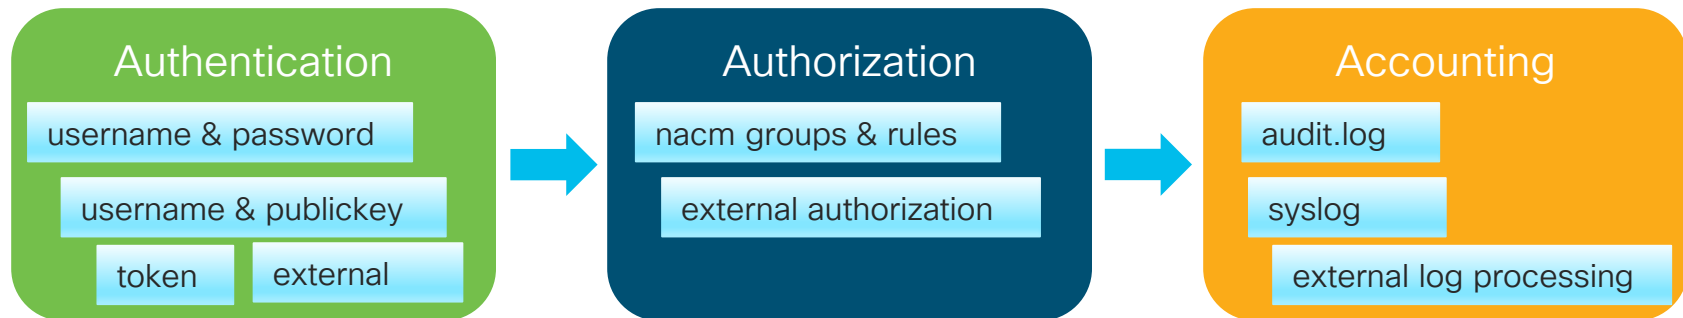 Authentication
username & password
username & publickey
token
external
Authorization
nacm groups & rules
external authorization
Accounting
audit.log
syslog
external log processing